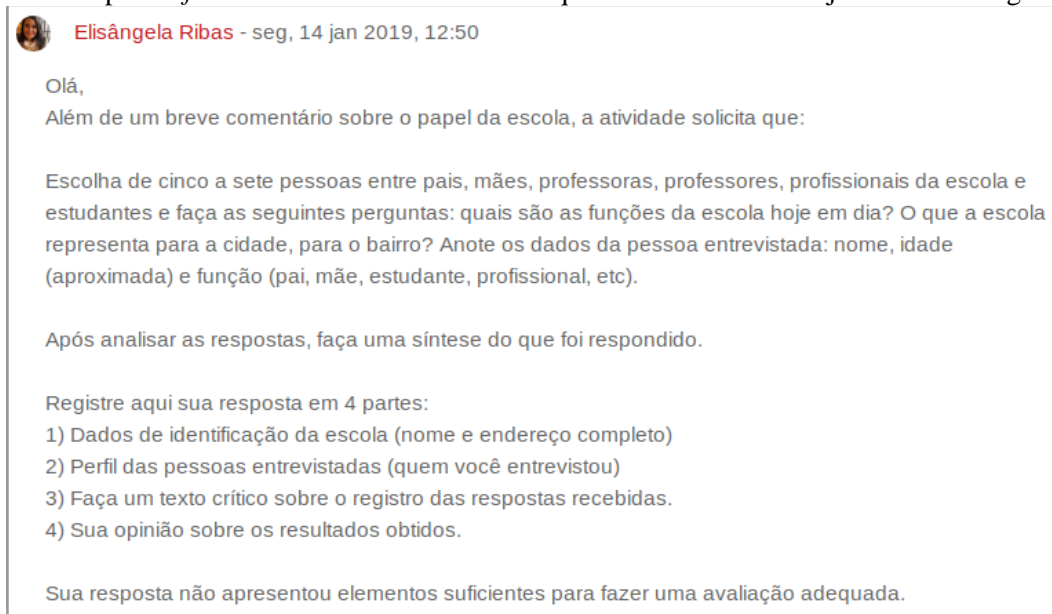 Elisângela Ribas - seg, 14 jan 2019, 12:50
Olá,
Além de um breve comentário sobre o papel da escola, a atividade solicita que:
Escolha de cinco a sete pessoas entre pais, mães, professoras, professores, profissionais da escola e
estudantes e faça as seguintes perguntas: quais são as funções da escola hoje em dia? O que a escola
representa para a cidade, para o bairro? Anote os dados da pessoa entrevistada: nome, idade
(aproximada) e função (pai, mãe, estudante, profissional, etc).
Após analisar as respostas, faça uma síntese do que foi respondido.
Registre aqui sua resposta em 4 partes:
1) Dados de identificação da escola (nome e endereço completo)
2) Perfil das pessoas entrevistadas (quem você entrevistou)
3) Faça um texto crítico sobre o registro das respostas recebidas.
4) Sua opinião sobre os resultados obtidos.
Sua resposta não apresentou elementos suficientes para fazer uma avaliação adequada.